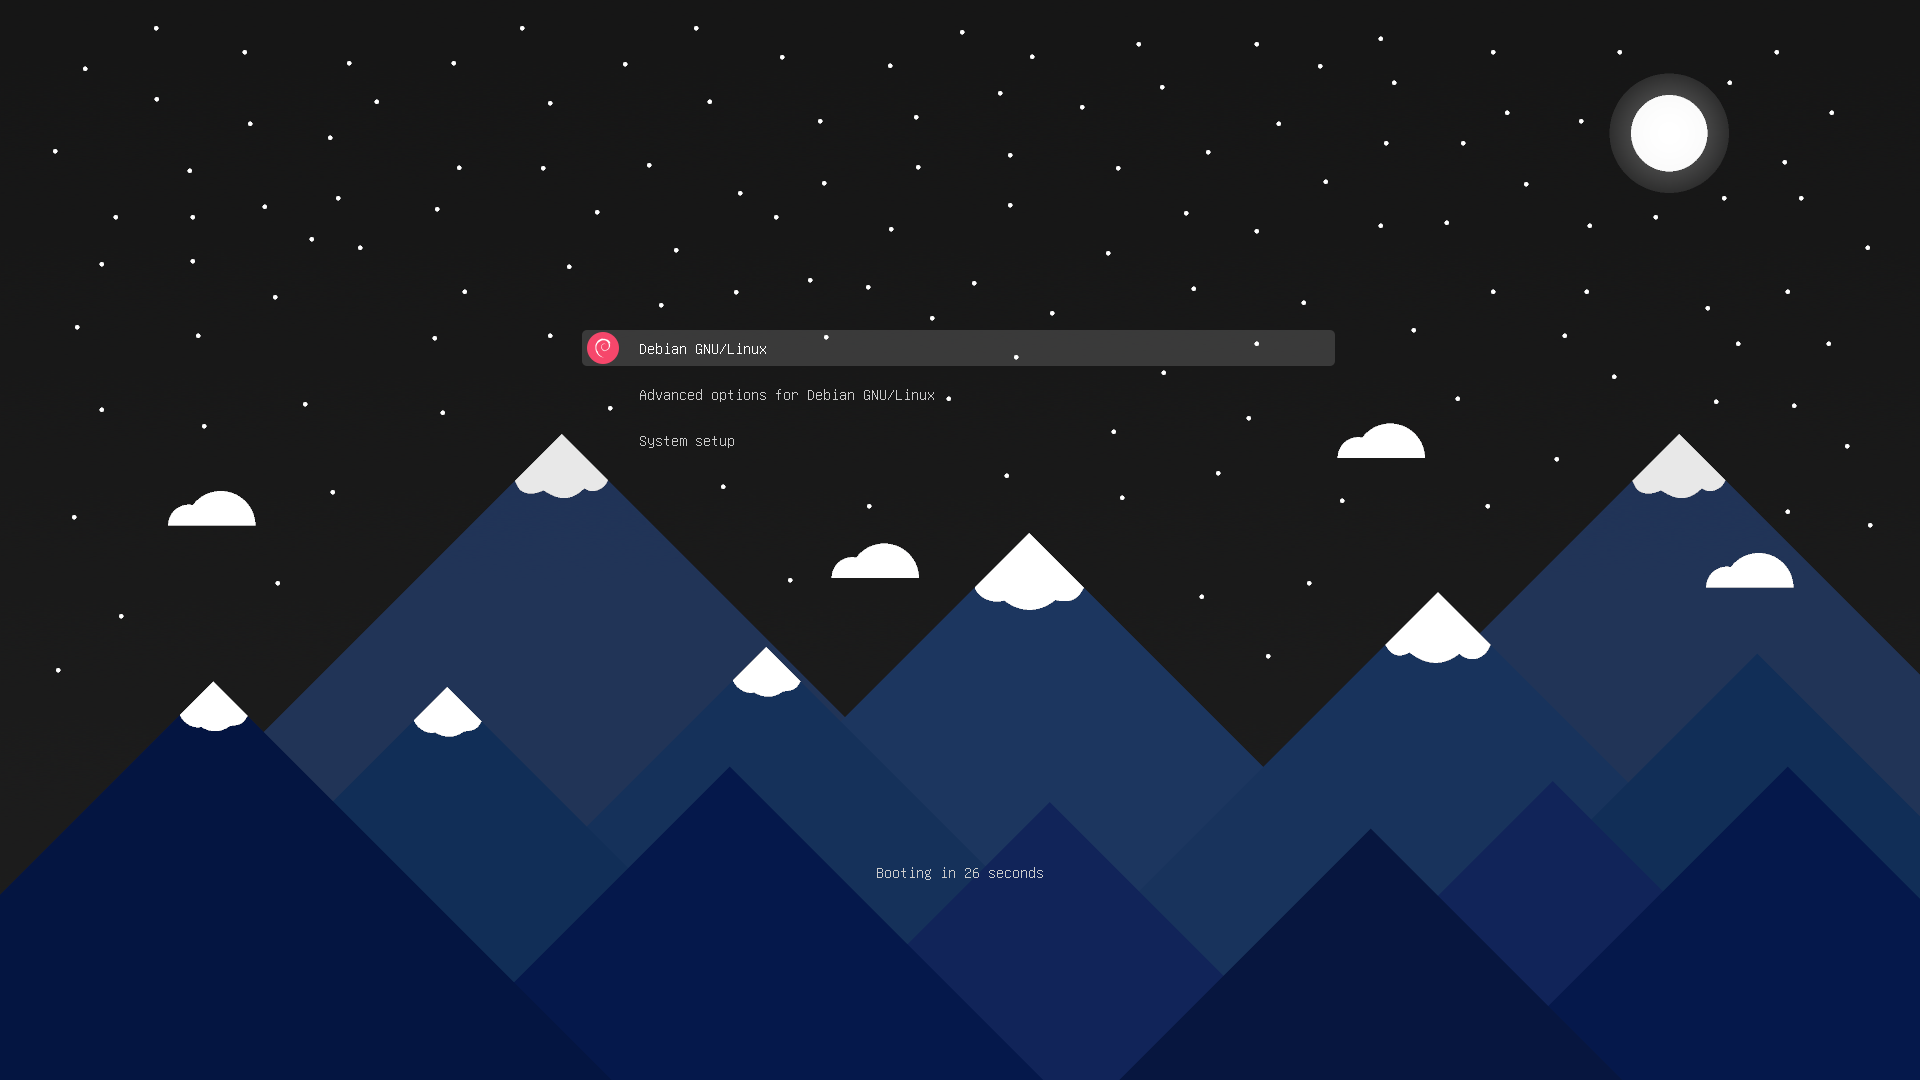 Debian GNU/Linux
Advanced options for Debian GNU/Linux
System setup
Booting in 26 seconds